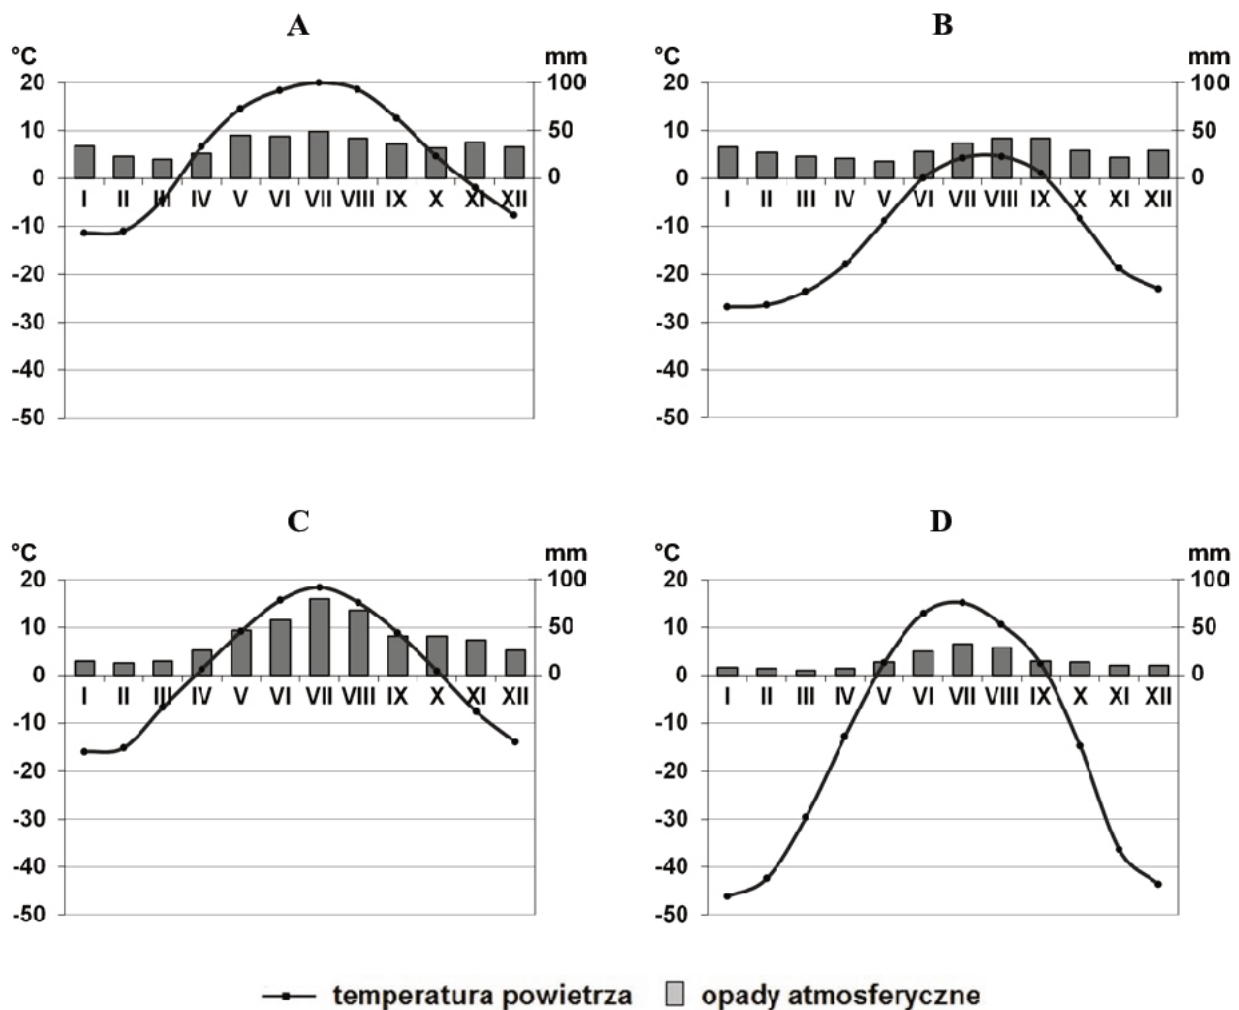 A
B
°C
mm
°C
mm
20
100
20
100
10
50
10
50
0
0
0
0
I II III IV V VI VII VIII IX X XI XII
I II III IV V VI VII VIII IX X XI XII
-10
-10
-20
-20
-30
-30
-40
-40
-50
-50
C
D
°C
mm
°C
mm
20
100
20
100
10
50
10
50
0
0
0
0
I II III IV V VI VII VIII IX X XI XII
I II III IV V VI VII VIII IX X XI XII
-10
-10
-20
-20
-30
-30
-40
-40
-50
-50
temperatura powietrza
opady atmosferyczne